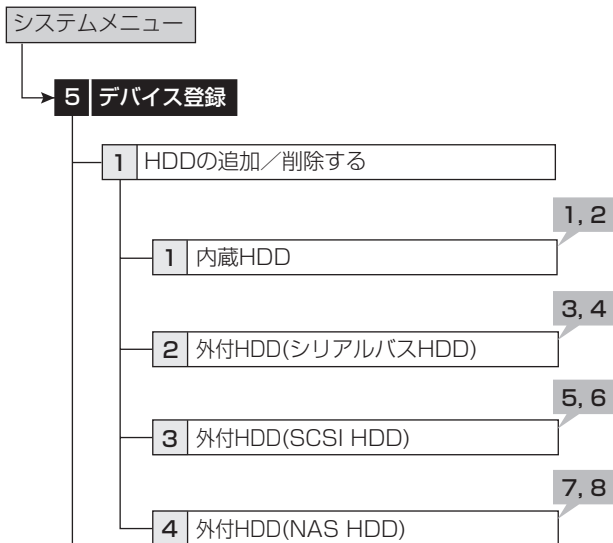 システムメニュー
5 デバイス登録
1 HDDの追加／削除する
1, 2
1 内蔵HDD
3, 4
2 外付HDD(シリアルバスHDD)
5, 6
3 外付HDD(SCSI HDD)
7, 8
4 外付HDD(NAS HDD)